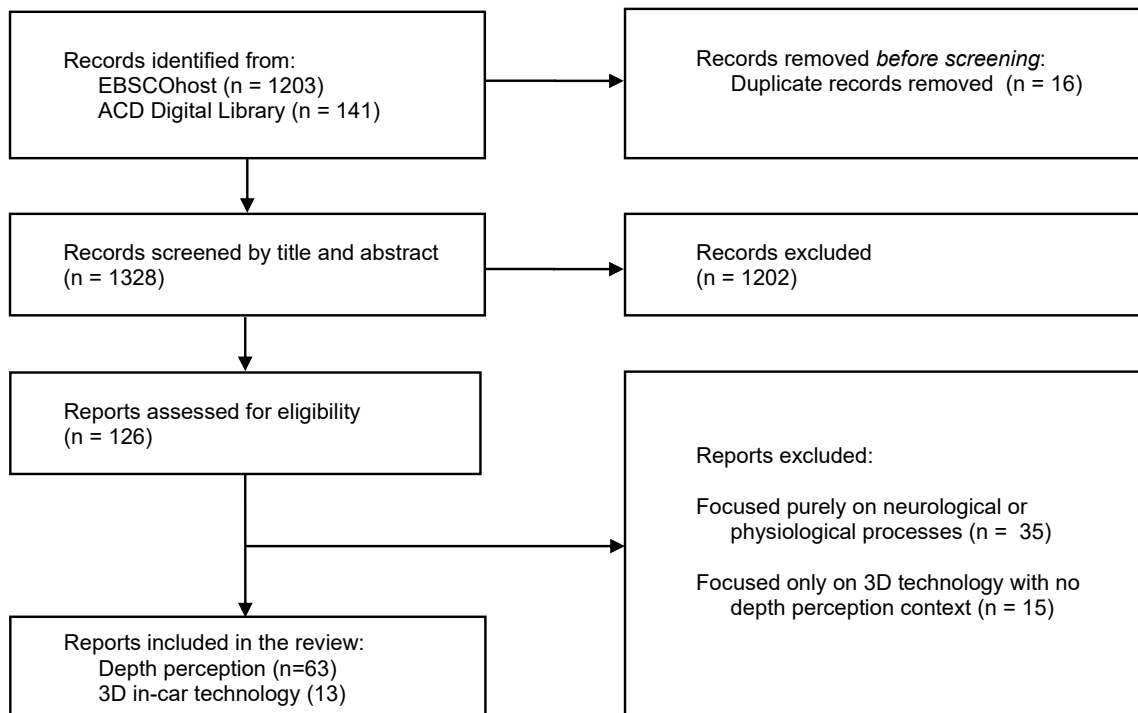 Records identified from:
EBSCOhost (n = 1203)
ACD Digital Library (n = 141)
Records removed before screening:
Duplicate records removed (n = 16)
Records screened by title and abstract
(n = 1328)
Records excluded
(n = 1202)
Reports assessed for eligibility
(n = 126)
Reports excluded:
Focused purely on neurological or
physiological processes (n = 35)
Focused only on 3D technology with no
depth perception context (n = 15)
Reports included in the review:
Depth perception (n=63)
3D in-car technology (13)